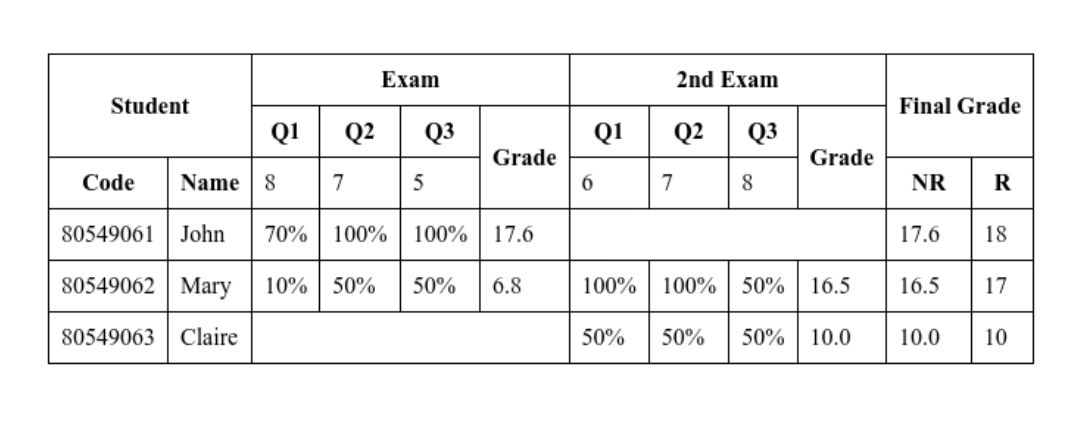 Student Exam 2nd Exam Final Grade
Q1 Q2 Q3 Grade Q1 Q2 Q3 Grade
Code Name 8 7 5 6 7 8 NR R
80549061 John 70% 100% 100% 17.6 17.6 18
80549062 Mary 10% 50% 50% 6.8 100% 100% 50% 16.5 16.5 17
80549063 Claire 50% 50% 50% 10.0 10.0 10